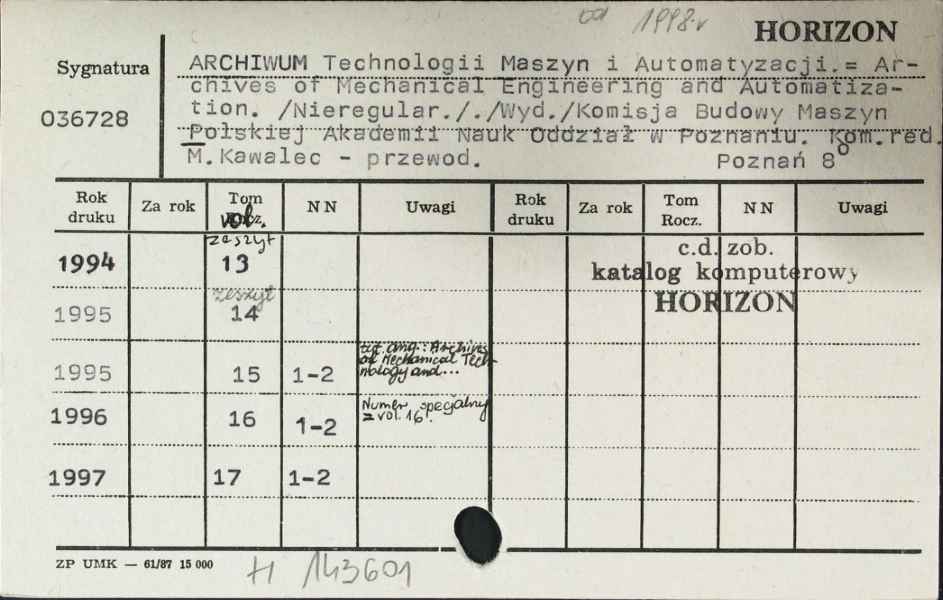 od 1998r
HORIZON
Sygnatura
036728
ARCHIWUM Technologii Maszyn i Automatyzacji.= Ar-
chives of Mechanical Engineering and Automatiza-
tion. /Nieregular./ ./Wyd./Komisja Budowy Maszyn
Polskiej Akademii Nauk Oddział w Poznaniu. Kom.red.
M.Kawalec - przewod. Poznań 8°
Rok druku Za rok Tom vol. NN Uwagi Rok druku Za rok Tom Rocz. NN Uwagi
1994 zeszyt 13
c.d. zob.
katalog komputerowy
HORIZON
1995 zeszyt 14
1995 15 1-2 tyt. ang.: Archives
of Mechanical Tech-
nology and...
1996 16 1-2 Numer specjalny
z vol. 16.
1997 17 1-2
ZP UMK — 61/87 15 000
H 143601